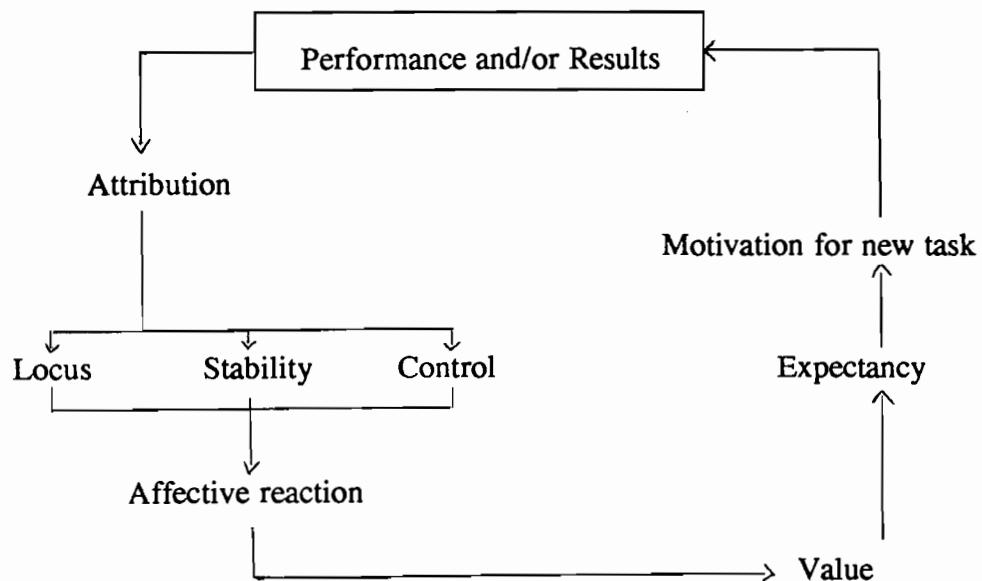 Performance and/or Results
Attribution
Motivation for new task
Locus Stability Control
Expectancy
Affective reaction
Value